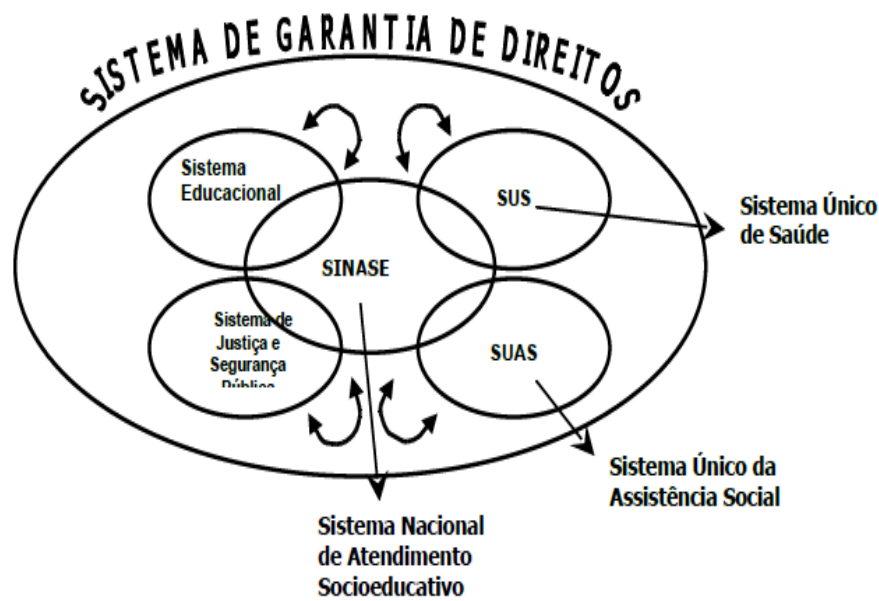 SISTEMA DE GARANTIA DE DIREITOS
Sistema
Educacional
SUS
Sistema Único
de Saúde
SINASE
Sistema de
Justiça e
Segurança
Pública
SUAS
Sistema Único da
Assistência Social
Sistema Nacional
de Atendimento
Socioeducativo